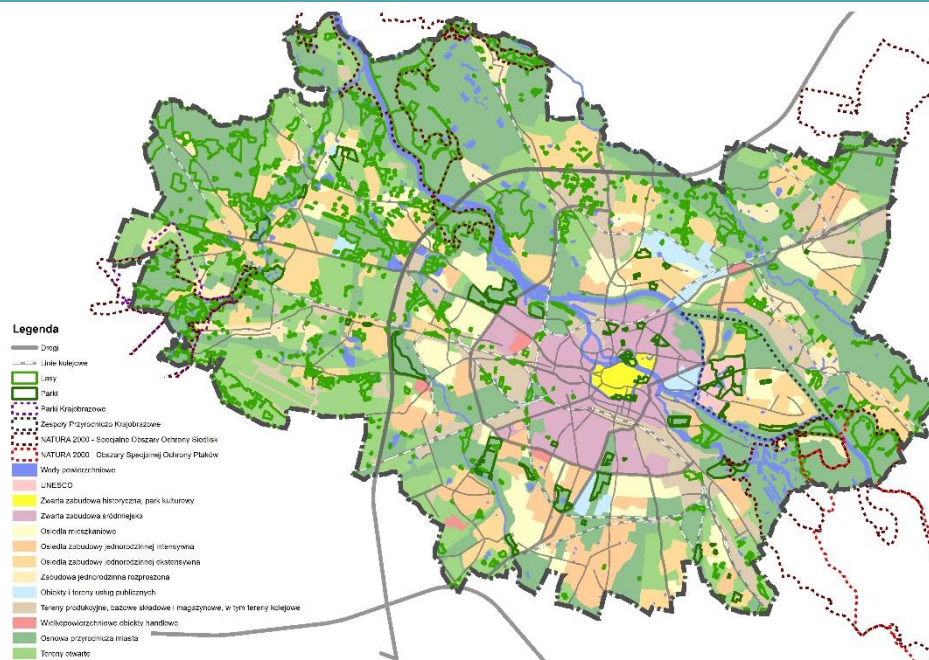 Legenda
Drogi
Linie kolejowe
Lasy
Parki
Parki Krajobrazowe
Zespoły Przyrodniczo Krajobrazowe
NATURA 2000 - Specjalne Obszary Ochrony Siedlisk
NATURA 2000 Obszary Specjalnej Ochrony Ptaków
Wody powierzchniowe
UNESCO
Zwarta zabudowa historyczna, park kulturowy
Zwarta zabudowa śródmiejska
Osiedla mieszkaniowe
Osiedla zabudowy jednorodzinnej intensywna
Osiedla zabudowy jednorodzinnej ekstensywna
Zabudowa jednorodzinna rozproszona
Obiekty i tereny usług publicznych
Tereny produkcyjne, bazowe składowe i magazynowe, w tym tereny kolejowe
Wielkopowierzchniowe obiekty handlowe
Osnowa przyrodnicza miasta
Tereny otwarte